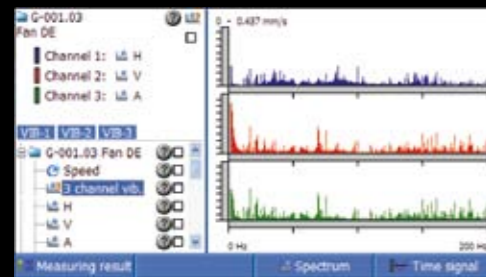 G-001.03
Fan DE
Channel 1: H
Channel 2: V
Channel 3: A
VIB-1 VIB-2 VIB-3
G-001.03 Fan DE
Speed
3 channel vib.
H
V
A
Measuring result
0 - 0.487 mm/s
0 Hz 200 Hz
Spectrum
Time signal